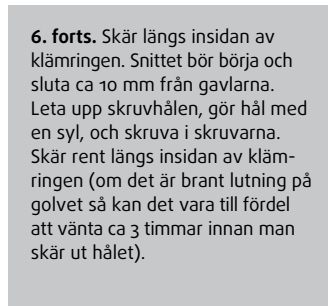 6. forts. Skär längs insidan av
klämringen. Snittet bör börja och
sluta ca 10 mm från gavlarna.
Leta upp skruvhålen, gör hål med
en syl, och skruva i skruvarna.
Skär rent längs insidan av kläm-
ringen (om det är brant lutning på
golvet så kan det vara till fördel
att vänta ca 3 timmar innan man
skär ut hålet).